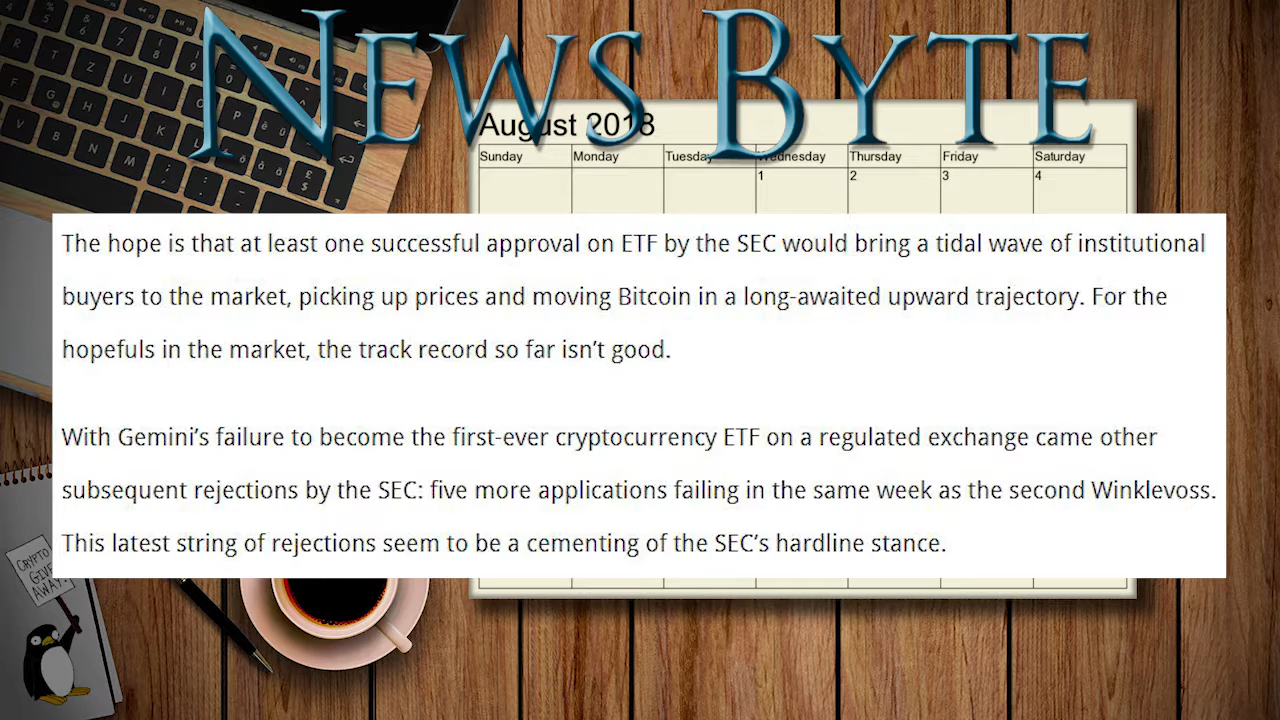 NEWS BYTE
August 2018
Sunday Monday Tuesday Wednesday Thursday Friday Saturday
1 2 3 4
The hope is that at least one successful approval on ETF by the SEC would bring a tidal wave of institutional
buyers to the market, picking up prices and moving Bitcoin in a long-awaited upward trajectory. For the
hopefuls in the market, the track record so far isn’t good.
With Gemini’s failure to become the first-ever cryptocurrency ETF on a regulated exchange came other
subsequent rejections by the SEC: five more applications failing in the same week as the second Winklevoss.
This latest string of rejections seem to be a cementing of the SEC’s hardline stance.
CRYPTO
GIVE
AWAY!